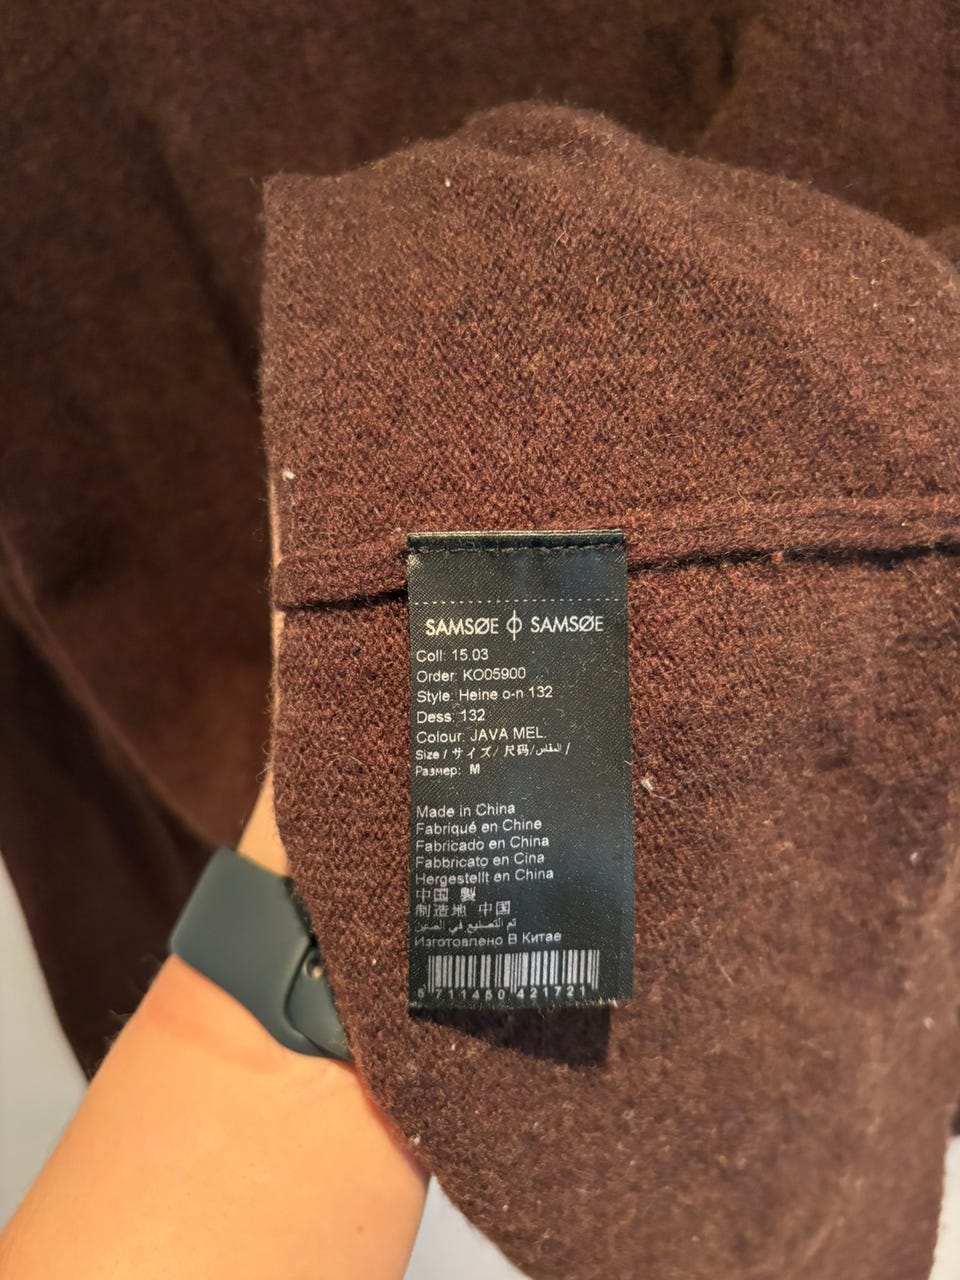 SAMSØE ϕ SAMSØE
Coll: 15.03
Order: KO05900
Style: Heine o-n 132
Dess: 132
Colour: JAVA MEL.
Size / サイズ / 尺码 / المقاس /
Размер: M
Made in China
Fabriqué en Chine
Fabricado en China
Fabbricato en Cina
Hergestellt en China
中国 製
制造地 中国
تم التصنيع في الصين
Изготовлено В Китае
5711450421721